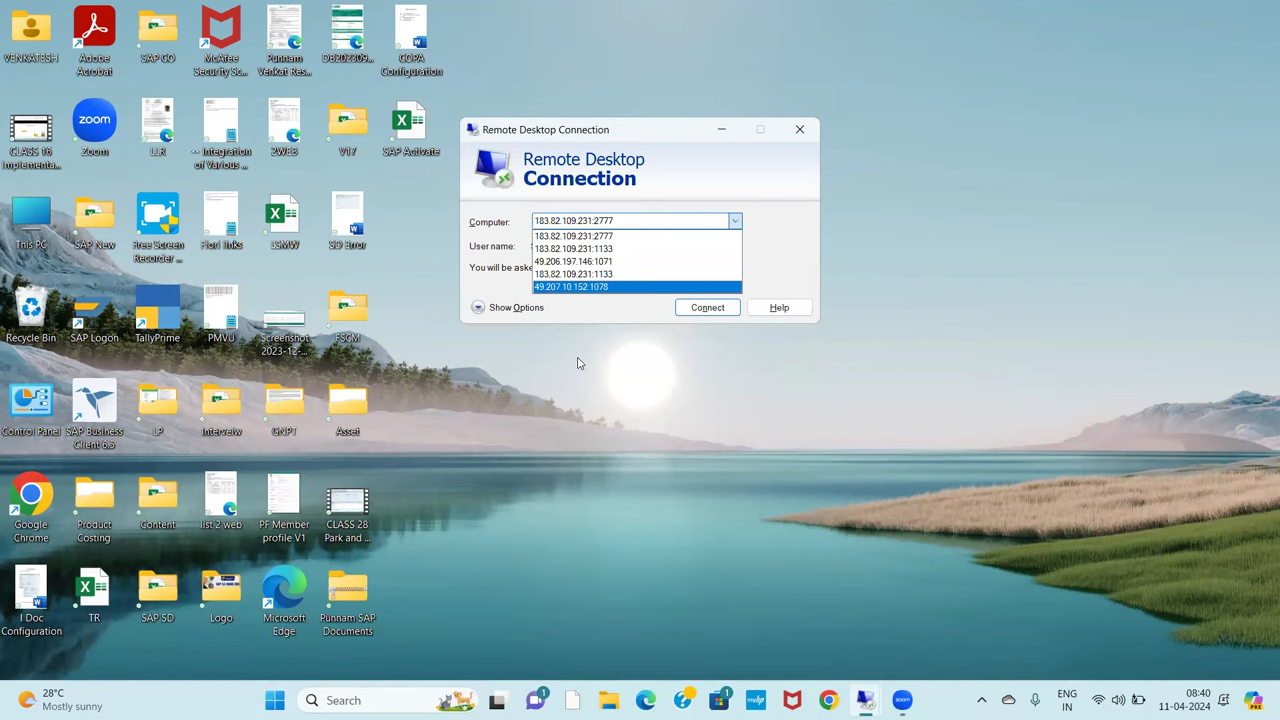 VENKATESH
Adobe
Acrobat
SAP CO
McAfee
Security Sc...
Punnam
Venkat Res...
DB202309...
COPA
Configuration
CLASS 16
Implementa...
zoom
Zoom
LLR
-- Integration
of Various ...
2WEB
V17
SAP Activate
This PC
SAP New
Free Screen
Recorder ...
Fiori links
LSMW
SD Error
Recycle Bin
SAP Logon
TallyPrime
PMVU
Screenshot
2023-12-...
FSCM
Control Panel
SAP Business
Client 6.5
LP
Interveiw
GNPT
Asset
Google
Chrome
Product
Costing
Content
list 2 web
PF Member
profile V1
CLASS 28
Park and ...
I Doc
Configuration
TR
SAP SD
Logo
Microsoft
Edge
Punnam SAP
Documents
Remote Desktop Connection
Remote Desktop
Connection
Computer:
183.82.109.231:2777
183.82.109.231:2777
183.82.109.231:1133
User name:
49.206.197.146:1071
You will be aske
183.82.109.231:1133
49.207.10.152:1078
Show Options
Connect
Help
28°C
Mostly sunny
Search
1
1
ENG
IN
08:40
11-04-2024